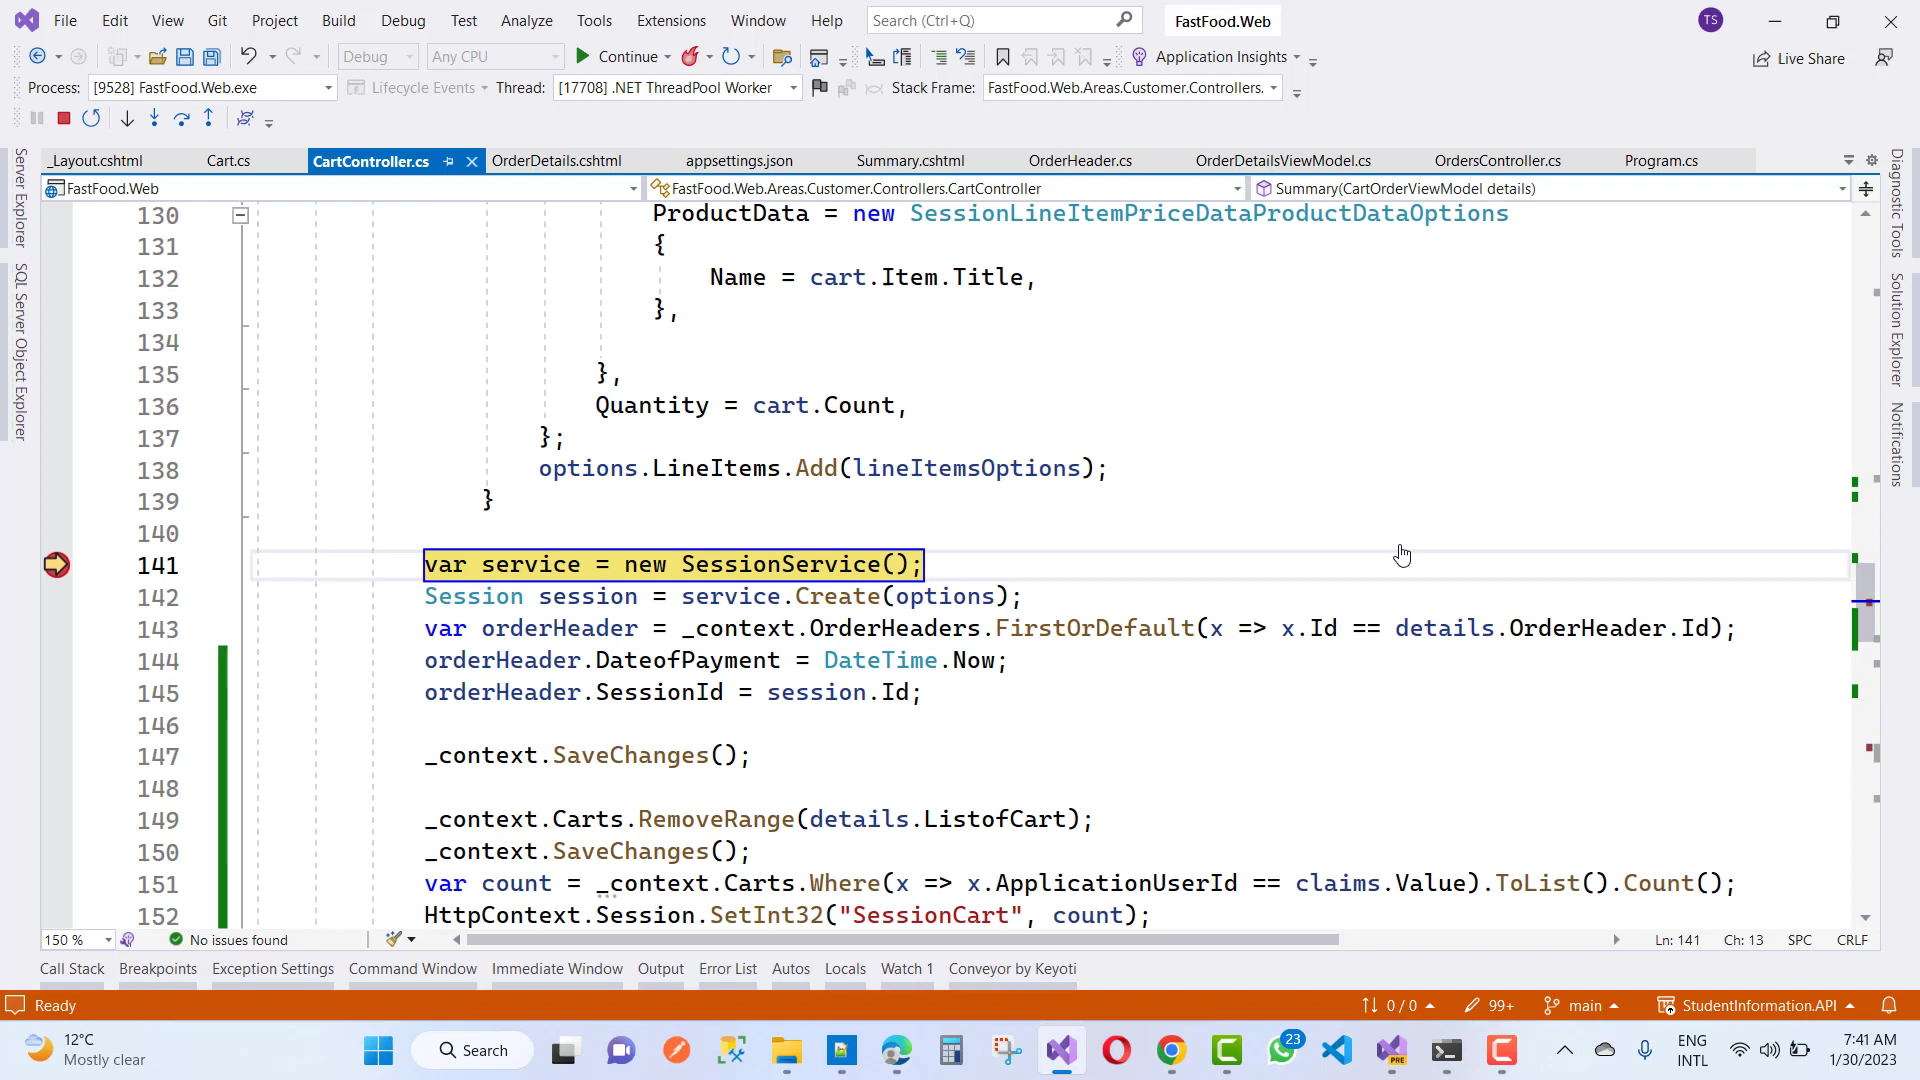 File Edit View Git Project Build Debug Test Analyze Tools Extensions Window Help Search (Ctrl+Q) FastFood.Web TS
Debug Any CPU Continue Application Insights Live Share
Process: [9528] FastFood.Web.exe Lifecycle Events Thread: [17708] .NET ThreadPool Worker Stack Frame: FastFood.Web.Areas.Customer.Controllers.
_Layout.cshtml Cart.cs CartController.cs OrderDetails.cshtml appsettings.json Summary.cshtml OrderHeader.cs OrderDetailsViewModel.cs OrdersController.cs Program.cs
FastFood.Web FastFood.Web.Areas.Customer.Controllers.CartController Summary(CartOrderViewModel details)
Server Explorer
SQL Server Object Explorer
130 ProductData = new SessionLineItemPriceDataProductDataOptions
131 {
132 Name = cart.Item.Title,
133 },
134
135 },
136 Quantity = cart.Count,
137 };
138 options.LineItems.Add(lineItemsOptions);
139 }
140
141 var service = new SessionService();
142 Session session = service.Create(options);
143 var orderHeader = _context.OrderHeaders.FirstOrDefault(x => x.Id == details.OrderHeader.Id);
144 orderHeader.DateofPayment = DateTime.Now;
145 orderHeader.SessionId = session.Id;
146
147 _context.SaveChanges();
148
149 _context.Carts.RemoveRange(details.ListofCart);
150 _context.SaveChanges();
151 var count = _context.Carts.Where(x => x.ApplicationUserId == claims.Value).ToList().Count();
152 HttpContext.Session.SetInt32("SessionCart", count);
Diagnostic Tools
Solution Explorer
Notifications
150 % No issues found Ln: 141 Ch: 13 SPC CRLF
Call Stack Breakpoints Exception Settings Command Window Immediate Window Output Error List Autos Locals Watch 1 Conveyor by Keyoti
Ready 0 / 0 99+ main StudentInformation.API
12°C
Mostly clear
Search
23
PRE
ENG
INTL
7:41 AM
1/30/2023